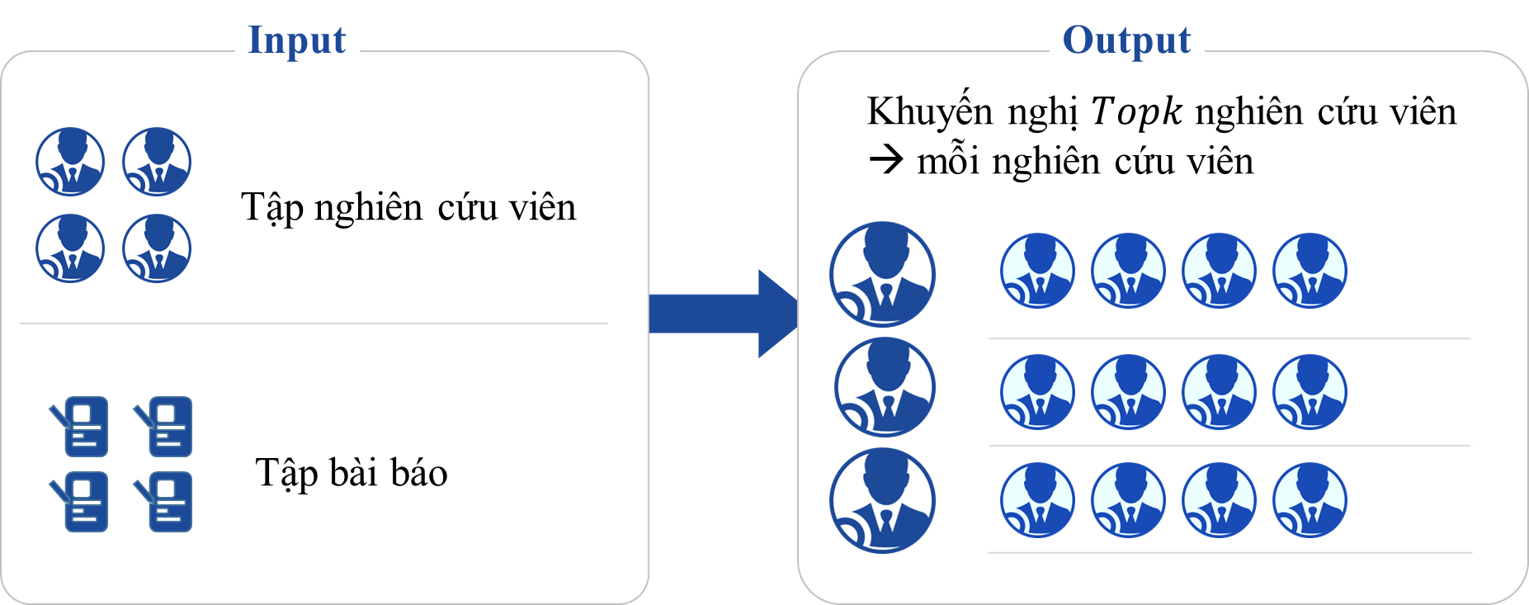 Input
Tập nghiên cứu viên
Tập bài báo
Output
Khuyến nghị Topk nghiên cứu viên
→ mỗi nghiên cứu viên